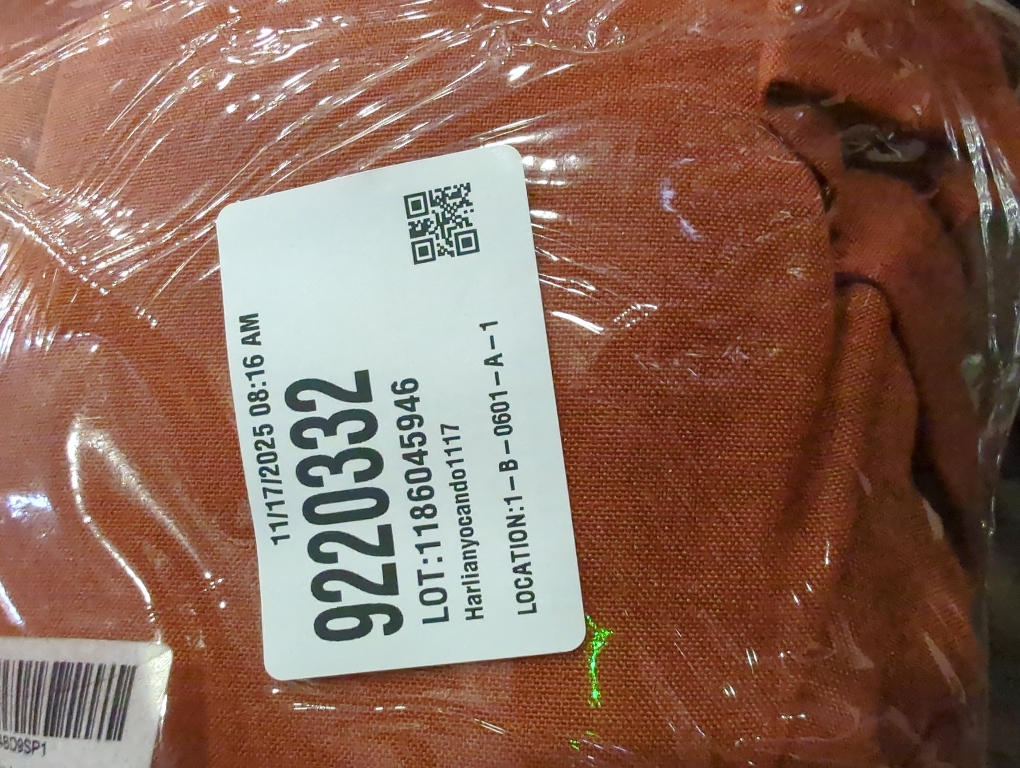 11/17/2025 08:16 AM
9220332
LOT:1186045946
Harlianyocando1117
LOCATION:1-B-0601-A-1